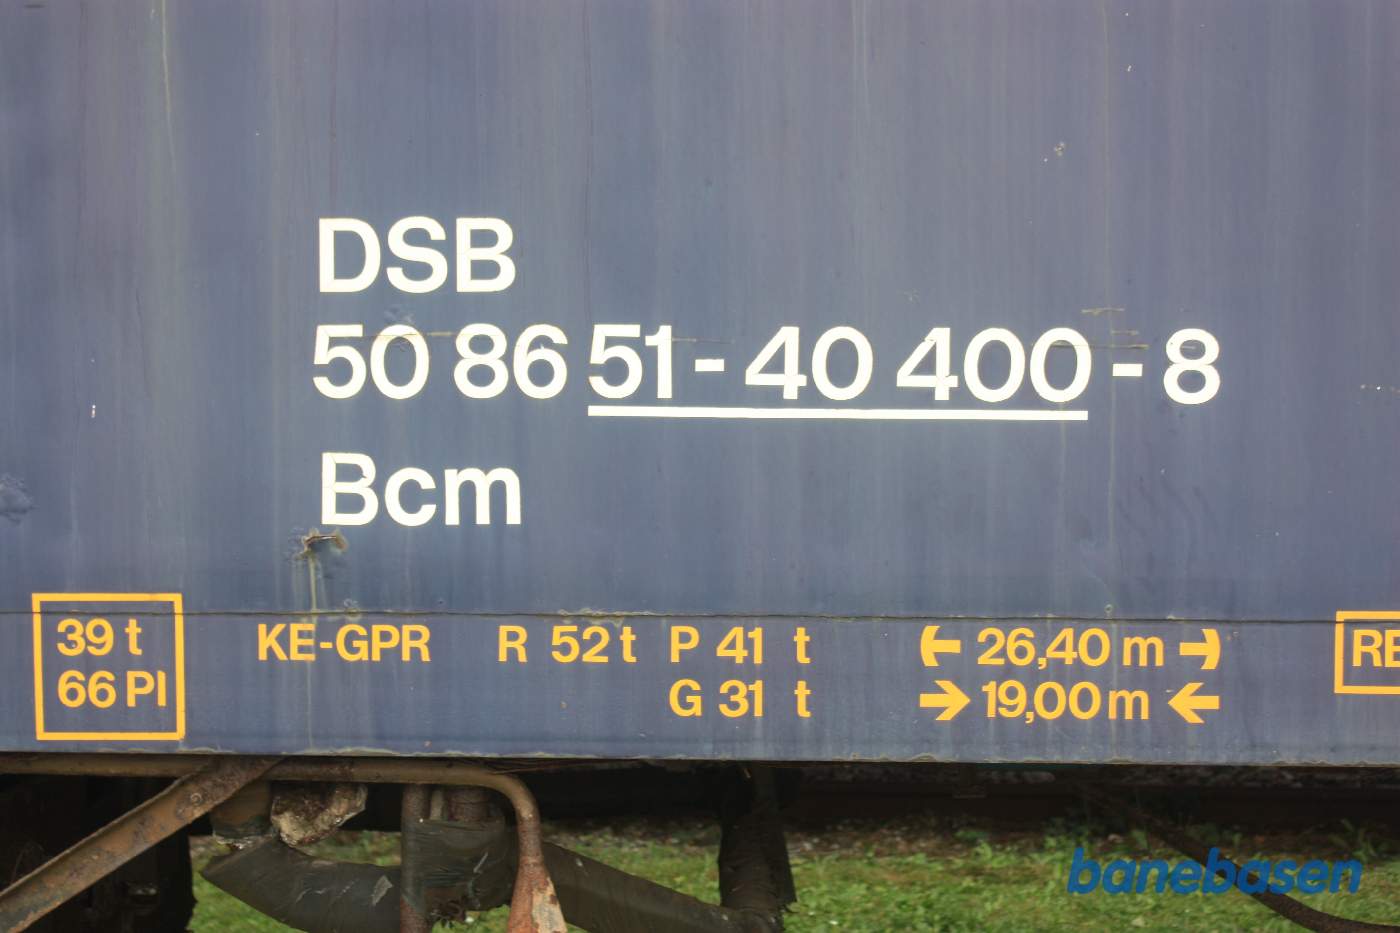 DSB
50 86 51-40 400-8
Bcm
39 t
66 Pl
KE-GPR R 52 t P 41 t
G 31 t
26,40 m
19,00 m
RE
banebasen